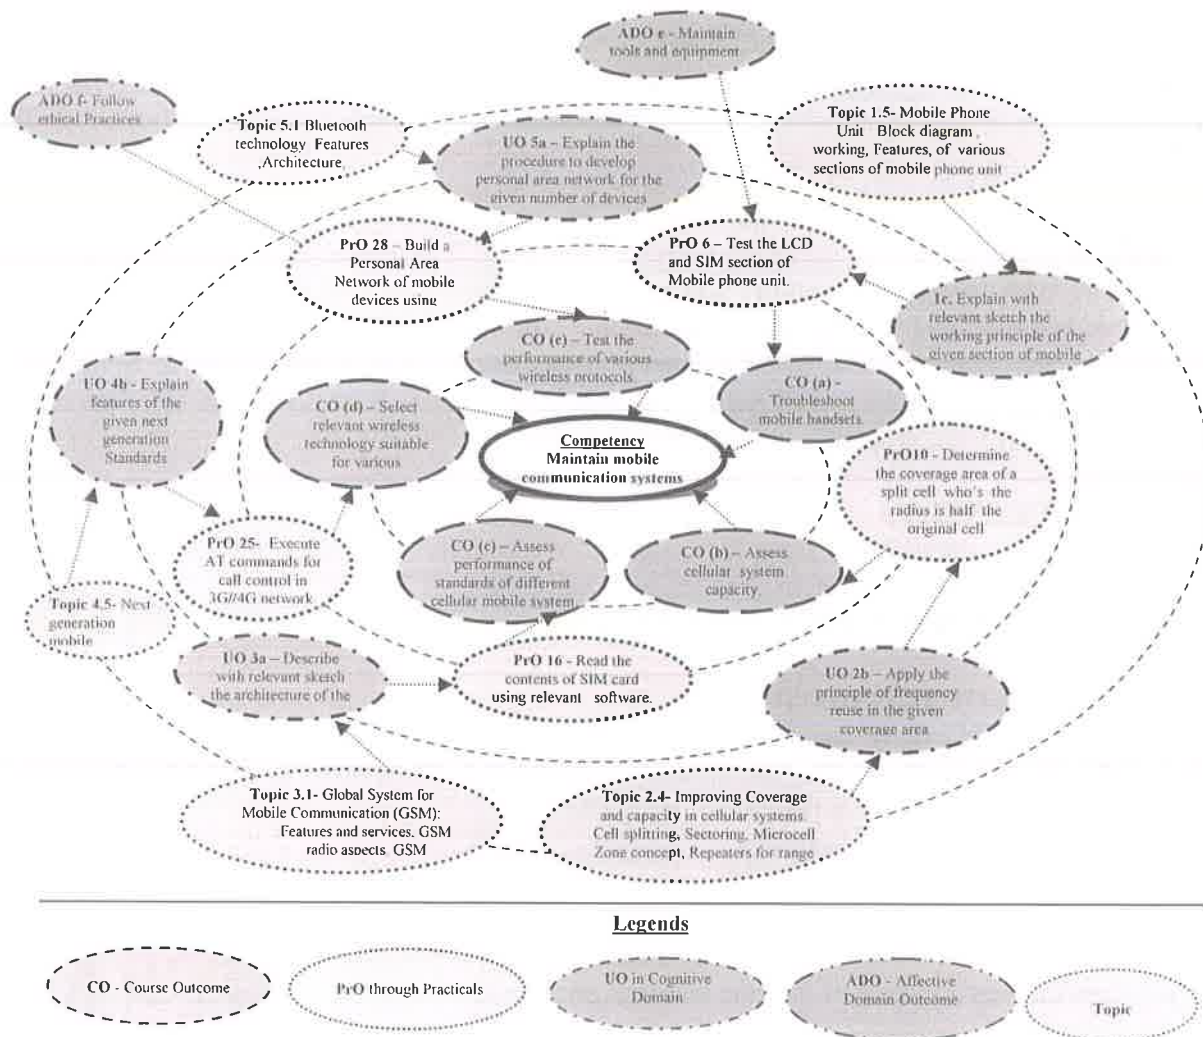 ADO e - Maintain
tools and equipment
ADO f- Follow
ethical Practices
Topic 5.1 Bluetooth
technology Features
,Architecture,
UO 5a – Explain the
procedure to develop
personal area network for the
given number of devices
Topic 1.5- Mobile Phone
Unit Block diagram ,
working, Features, of various
sections of mobile phone unit
PrO 28 – Build a
Personal Area
Network of mobile
devices using
PrO 6 – Test the LCD
and SIM section of
Mobile phone unit.
1c. Explain with
relevant sketch the
working principle of the
given section of mobile
CO (e) – Test the
performance of various
wireless protocols
UO 4b - Explain
features of the
given next
generation
Standards
CO (d) – Select
relevant wireless
technology suitable
for various
CO (a) -
Troubleshoot
mobile handsets
Competency
Maintain mobile
communication systems
PrO10 - Determine
the coverage area of a
split cell who's the
radius is half the
original cell
PrO 25- Execute
AT commands for
call control in
3G//4G network
CO (c) – Assess
performance of
standards of different
cellular mobile system
CO (b) – Assess
cellular system
capacity,
Topic 4.5- Next
generation
mobile
UO 3a – Describe
with relevant sketch
the architecture of the
PrO 16 - Read the
contents of SIM card
using relevant software.
UO 2b – Apply the
principle of frequency
reuse in the given
coverage area
Topic 3.1- Global System for
Mobile Communication (GSM):
Features and services, GSM
radio aspects, GSM
Topic 2.4- Improving Coverage
and capacity in cellular systems
Cell splitting, Sectoring, Microcell
Zone concept, Repeaters for range
Legends
CO - Course Outcome
PrO through Practicals
UO in Cognitive
Domain
ADO - Affective
Domain Outcome
Topic